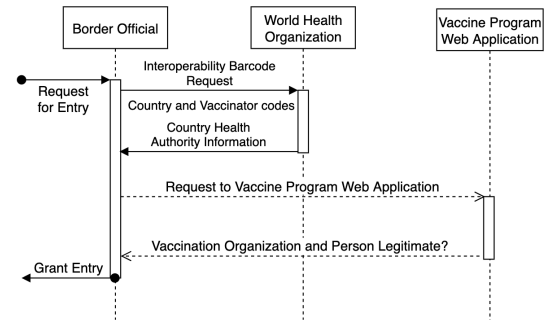 Border Official
World Health
Organization
Vaccine Program
Web Application
Interoperability Barcode
Request
Request
for Entry
Country and Vaccinator codes
Country Health
Authority Information
Request to Vaccine Program Web Application
Vaccination Organization and Person Legitimate?
Grant Entry